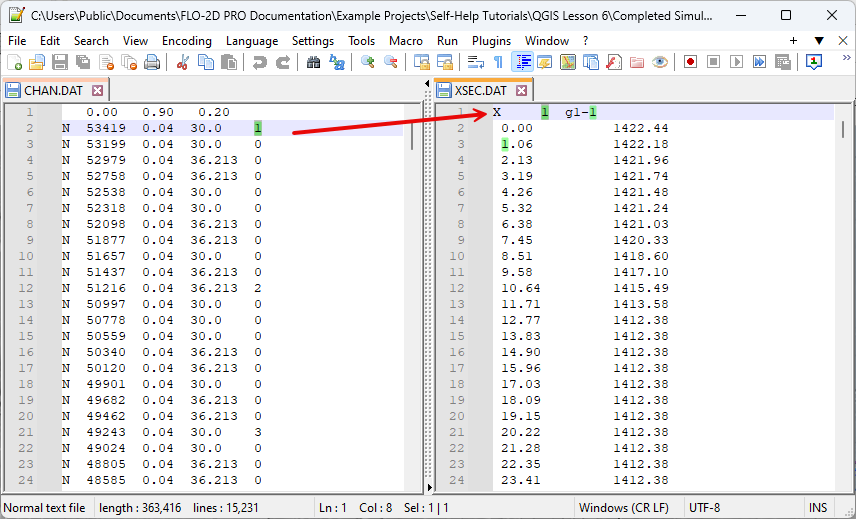 C:\Users\Public\Documents\FLO-2D PRO Documentation\Example Projects\Self-Help Tutorials\QGIS Lesson 6\Completed Simul...
File Edit Search View Encoding Language Settings Tools Macro Run Plugins Window ? + ▼ ×
CHAN.DAT
1 0.00 0.90 0.20
2 N 53419 0.04 30.0 1
3 N 53199 0.04 30.0 0
4 N 52979 0.04 36.213 0
5 N 52758 0.04 36.213 0
6 N 52538 0.04 30.0 0
7 N 52318 0.04 30.0 0
8 N 52098 0.04 36.213 0
9 N 51877 0.04 36.213 0
10 N 51657 0.04 30.0 0
11 N 51437 0.04 36.213 0
12 N 51216 0.04 36.213 2
13 N 50997 0.04 30.0 0
14 N 50778 0.04 30.0 0
15 N 50559 0.04 30.0 0
16 N 50340 0.04 36.213 0
17 N 50120 0.04 36.213 0
18 N 49901 0.04 30.0 0
19 N 49682 0.04 36.213 0
20 N 49462 0.04 36.213 0
21 N 49243 0.04 30.0 3
22 N 49024 0.04 30.0 0
23 N 48805 0.04 36.213 0
24 N 48585 0.04 36.213 0
XSEC.DAT
1 X 1 gl-1
2 0.00 1422.44
3 1.06 1422.18
4 2.13 1421.96
5 3.19 1421.74
6 4.26 1421.48
7 5.32 1421.24
8 6.38 1421.03
9 7.45 1420.33
10 8.51 1418.60
11 9.58 1417.10
12 10.64 1415.49
13 11.71 1413.58
14 12.77 1412.38
15 13.83 1412.38
16 14.90 1412.38
17 15.96 1412.38
18 17.03 1412.38
19 18.09 1412.38
20 19.15 1412.38
21 20.22 1412.38
22 21.28 1412.38
23 22.35 1412.38
24 23.41 1412.38
Normal text file length : 363,416 lines : 15,231 Ln : 1 Col : 8 Sel : 1 | 1 Windows (CR LF) UTF-8 INS